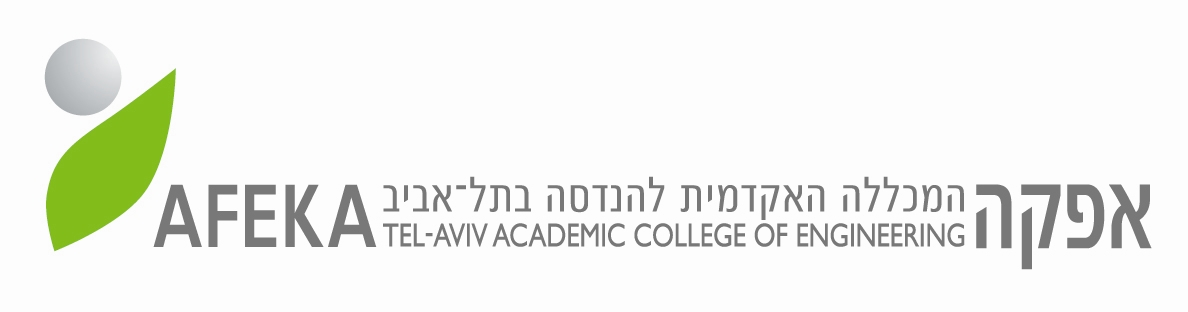 AFEKA
המכללה האקדמית להנדסה בתל־אביב
TEL-AVIV ACADEMIC COLLEGE OF ENGINEERING
אפקה